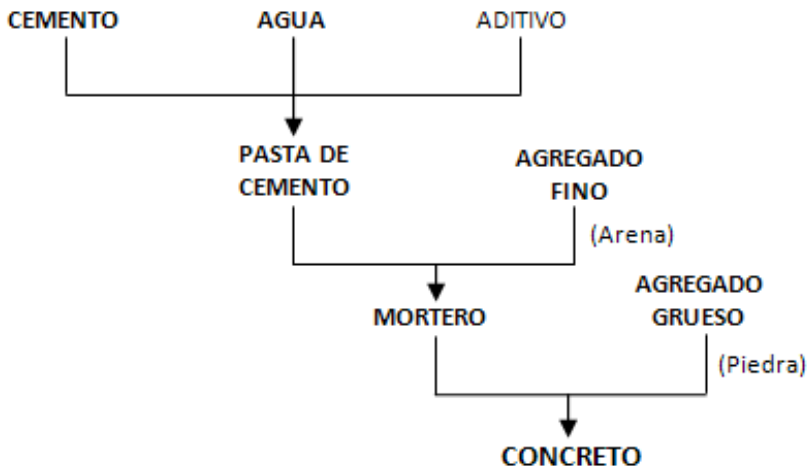 CEMENTO AGUA ADITIVO
PASTA DE
CEMENTO
AGREGADO
FINO
(Arena)
MORTERO
AGREGADO
GRUESO
(Piedra)
CONCRETO